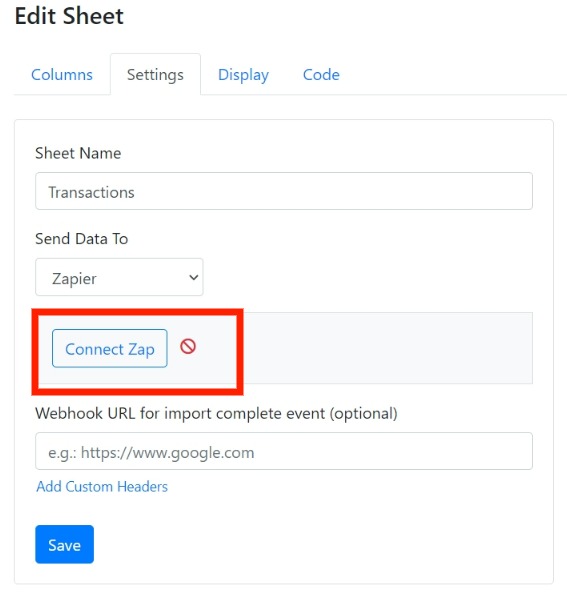 Edit Sheet
Columns Settings Display Code
Sheet Name
Transactions
Send Data To
Zapier
Connect Zap
Webhook URL for import complete event (optional)
e.g.: https://www.google.com
Add Custom Headers
Save